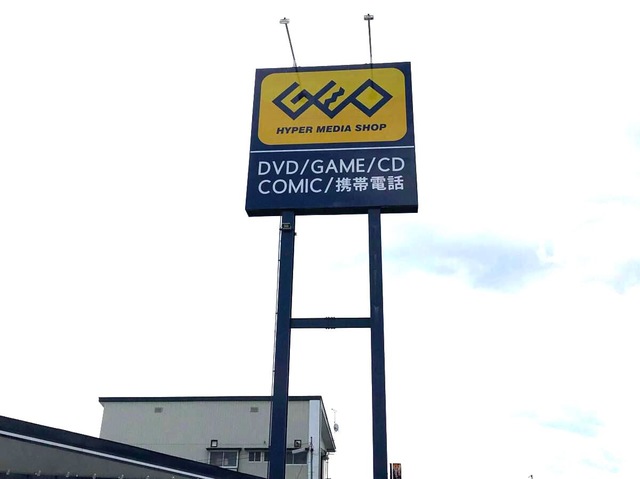 GEO
HYPER MEDIA SHOP
DVD/GAME/CD
COMIC/携帯電話